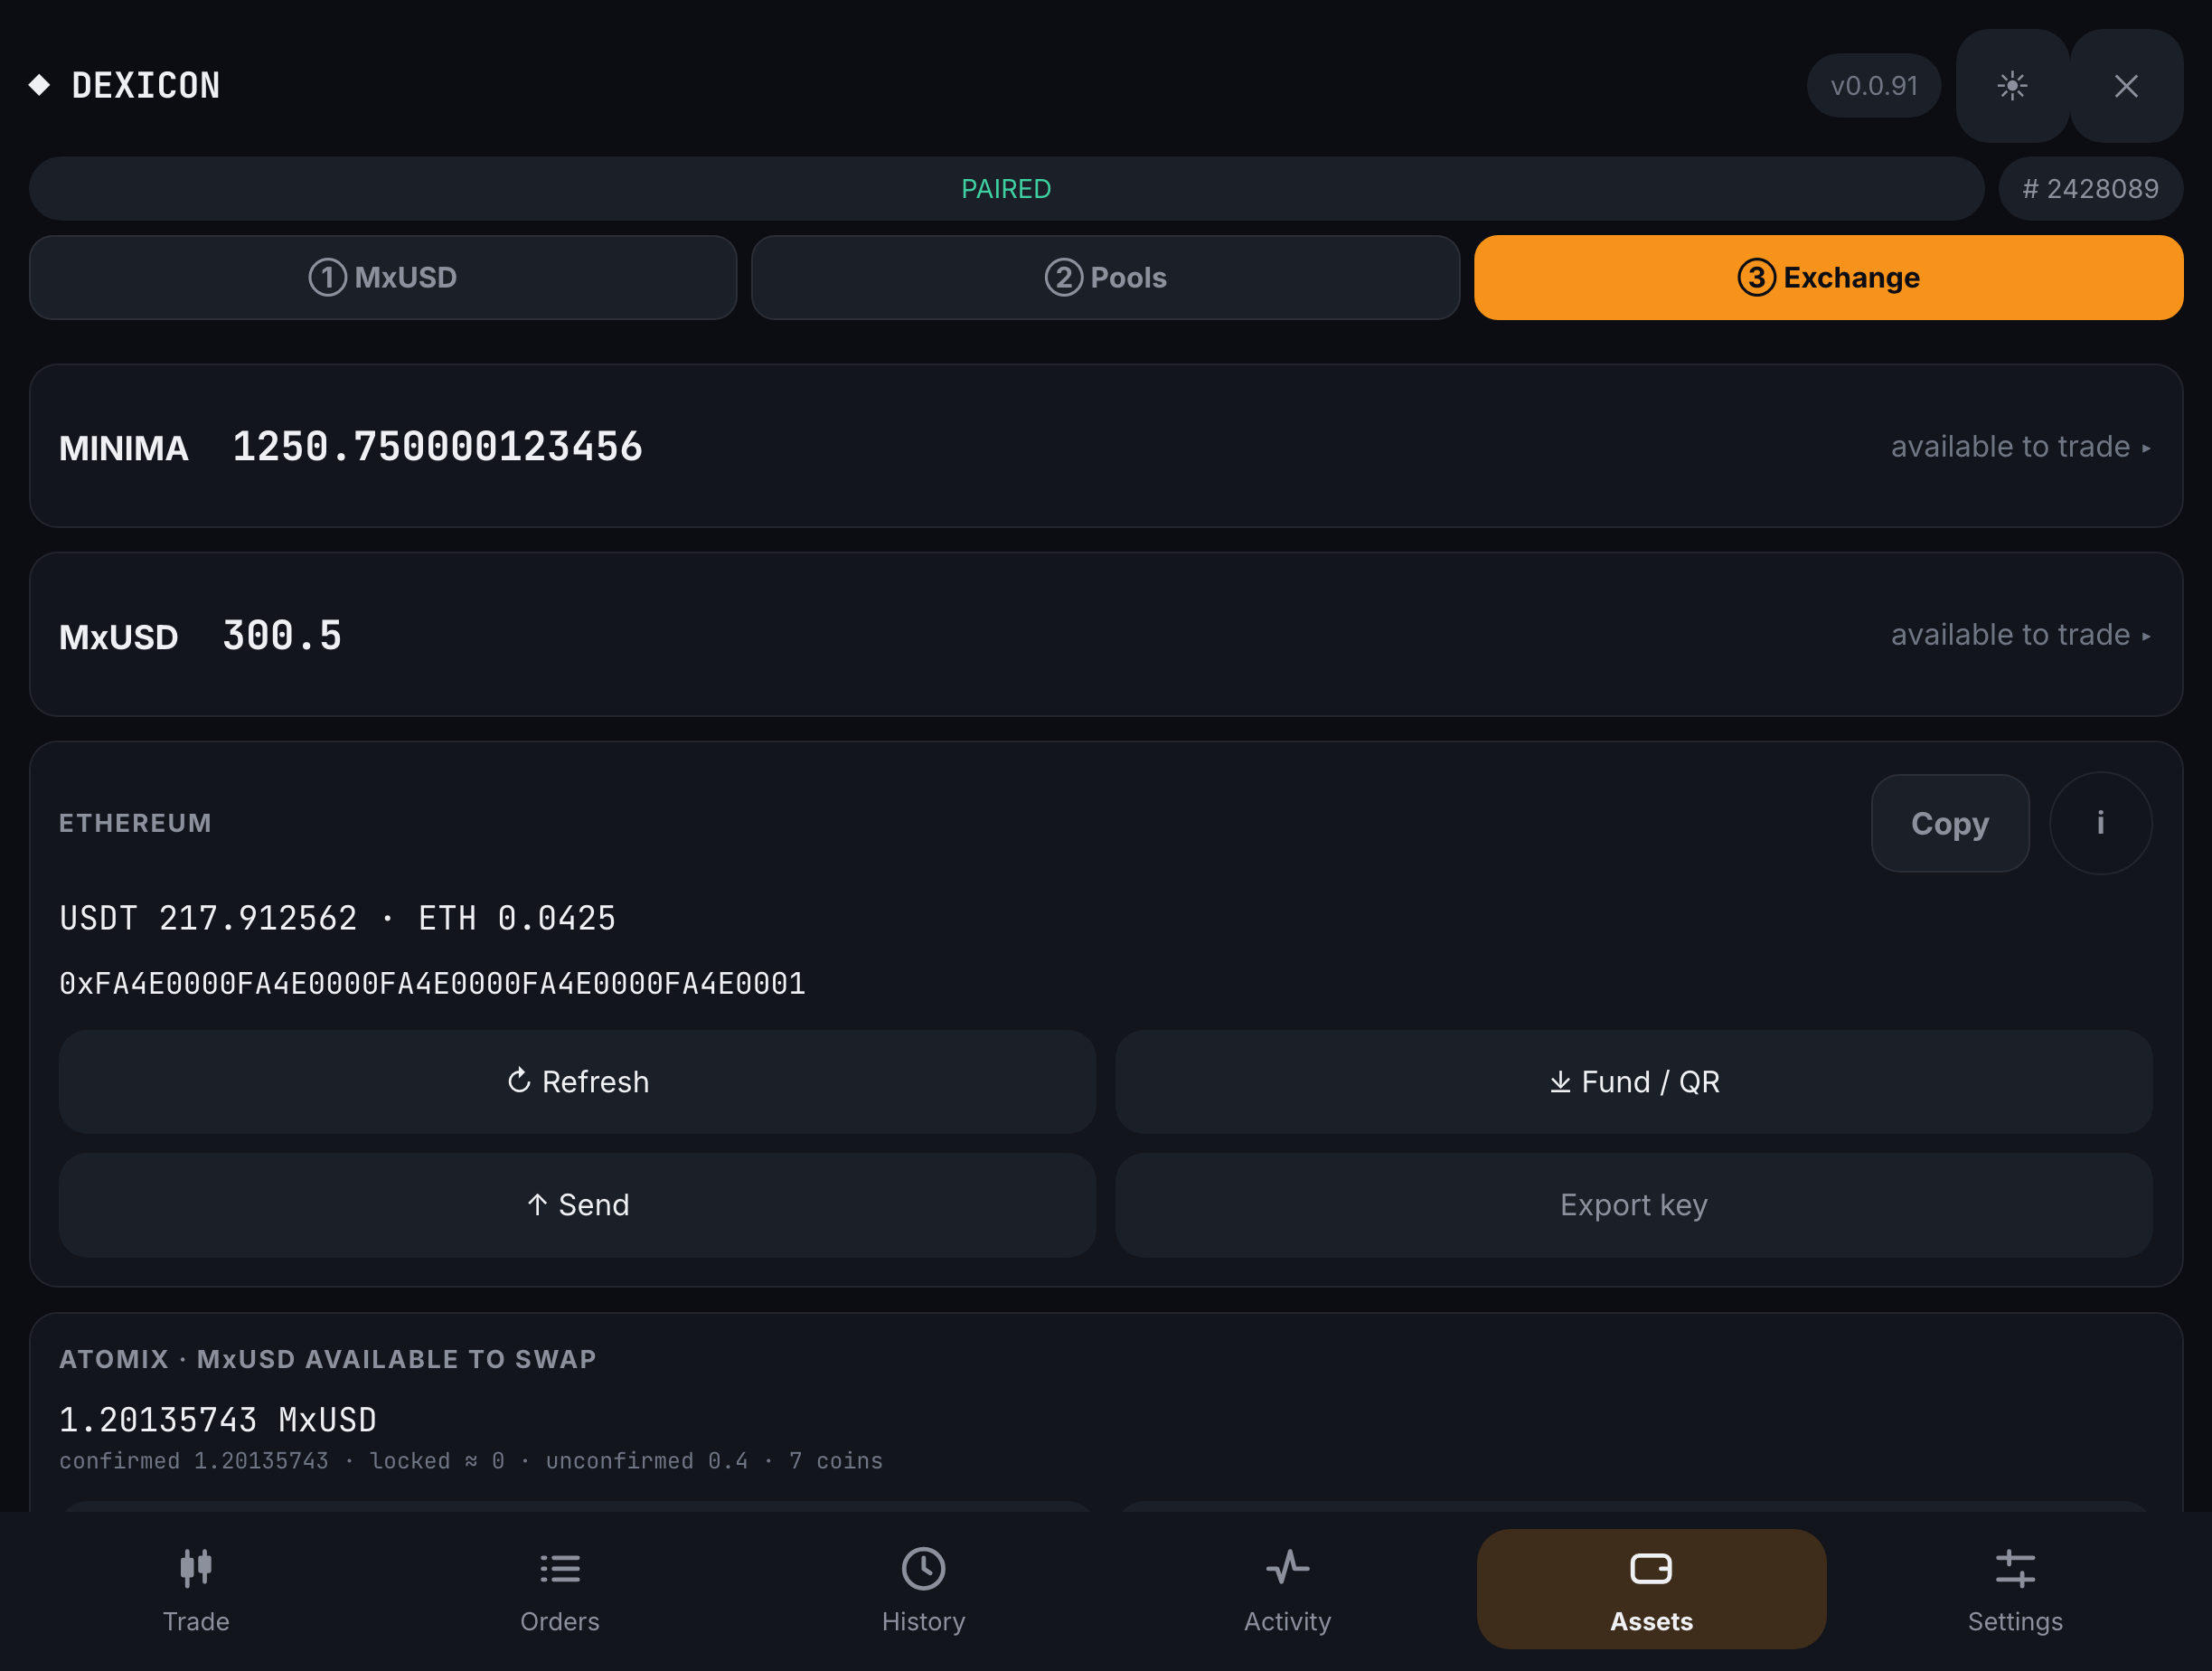 ◆ DEXICON
v0.0.91
PAIRED
# 2428089
① MxUSD
② Pools
③ Exchange
MINIMA 1250.750000123456
available to trade ▸
MxUSD 300.5
available to trade ▸
ETHEREUM
Copy
i
USDT 217.912562 · ETH 0.0425
0xFA4E0000FA4E0000FA4E0000FA4E0000FA4E0001
↻ Refresh
⤓ Fund / QR
↑ Send
Export key
ATOMIX · MxUSD AVAILABLE TO SWAP
1.20135743 MxUSD
confirmed 1.20135743 · locked ≈ 0 · unconfirmed 0.4 · 7 coins
Trade
Orders
History
Activity
Assets
Settings